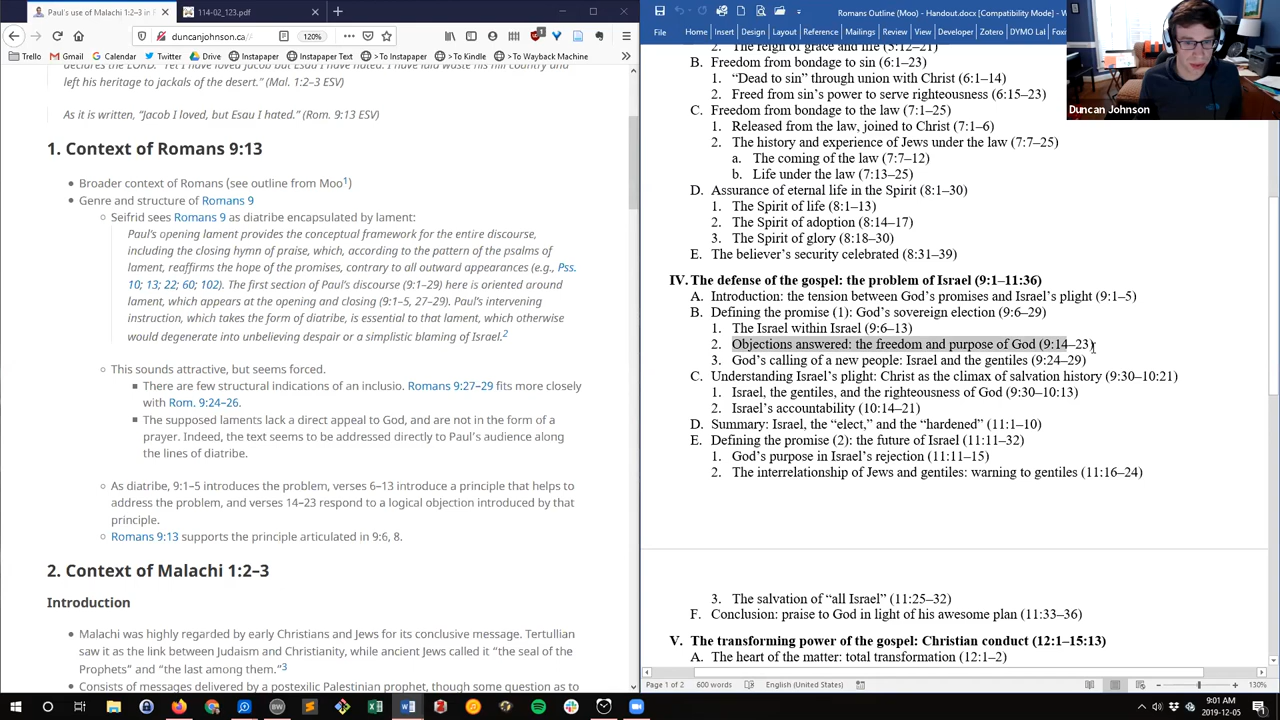 Paul's use of Malachi 1:2–3 in R
114-02_123.pdf
duncanjohnson.ca/
120%
Trello
Gmail
Calendar
Twitter
Drive
Instapaper
Instapaper Text
> To Kindle
> To Wayback Machine
left his heritage to jackals of the desert.” (Mal. 1:2–3 ESV)
As it is written, “Jacob I loved, but Esau I hated.” (Rom. 9:13 ESV)
1. Context of Romans 9:13
Broader context of Romans (see outline from Moo1)
Genre and structure of Romans 9
Seifrid sees Romans 9 as diatribe encapsulated by lament:
Paul's opening lament provides the conceptual framework for the entire discourse,
including the closing hymn of praise, which, according to the pattern of the psalms of
lament, reaffirms the hope of the promises, contrary to all outward appearances (e.g., Pss.
10; 13; 22; 60; 102). The first section of Paul's discourse (9:1–29) here is oriented around
lament, which appears at the opening and closing (9:1–5, 27–29). Paul's intervening
instruction, which takes the form of diatribe, is essential to that lament, which otherwise
would degenerate into unbelieving despair or a simplistic blaming of Israel.2
This sounds attractive, but seems forced.
There are few structural indications of an inclusio. Romans 9:27–29 fits more closely
with Rom. 9:24–26.
The supposed laments lack a direct appeal to God, and are not in the form of a
prayer. Indeed, the text seems to be addressed directly to Paul's audience along
the lines of diatribe.
As diatribe, 9:1–5 introduces the problem, verses 6–13 introduce a principle that helps to
address the problem, and verses 14–23 respond to a logical objection introduced by that
principle.
Romans 9:13 supports the principle articulated in 9:6, 8.
2. Context of Malachi 1:2–3
Introduction
Malachi was highly regarded by early Christians and Jews for its conclusive message. Tertullian
saw it as the link between Judaism and Christianity, while ancient Jews called it “the seal of the
Prophets” and “the last among them.”3
Consists of messages delivered by a postexilic Palestinian prophet, though some question as to
Romans Outline (Moo) - Handout.docx [Compatibility Mode] - W
File
Home
Insert
Design
Layout
Reference
Mailings
Review
View
Developer
Zotero
DYMO Lal
Foxi
Duncan Johnson
2. The reign of grace and life (5:12–21)
B. Freedom from bondage to sin (6:1–23)
1. “Dead to sin” through union with Christ (6:1–14)
2. Freed from sin's power to serve righteousness (6:15–23)
C. Freedom from bondage to the law (7:1–25)
1. Released from the law, joined to Christ (7:1–6)
2. The history and experience of Jews under the law (7:7–25)
a. The coming of the law (7:7–12)
b. Life under the law (7:13–25)
D. Assurance of eternal life in the Spirit (8:1–30)
1. The Spirit of life (8:1–13)
2. The Spirit of adoption (8:14–17)
3. The Spirit of glory (8:18–30)
E. The believer's security celebrated (8:31–39)
IV. The defense of the gospel: the problem of Israel (9:1–11:36)
A. Introduction: the tension between God's promises and Israel's plight (9:1–5)
B. Defining the promise (1): God's sovereign election (9:6–29)
1. The Israel within Israel (9:6–13)
2. Objections answered: the freedom and purpose of God (9:14–23)
3. God's calling of a new people: Israel and the gentiles (9:24–29)
C. Understanding Israel's plight: Christ as the climax of salvation history (9:30–10:21)
1. Israel, the gentiles, and the righteousness of God (9:30–10:13)
2. Israel's accountability (10:14–21)
D. Summary: Israel, the “elect,” and the “hardened” (11:1–10)
E. Defining the promise (2): the future of Israel (11:11–32)
1. God's purpose in Israel's rejection (11:11–15)
2. The interrelationship of Jews and gentiles: warning to gentiles (11:16–24)
3. The salvation of “all Israel” (11:25–32)
F. Conclusion: praise to God in light of his awesome plan (11:33–36)
V. The transforming power of the gospel: Christian conduct (12:1–15:13)
A. The heart of the matter: total transformation (12:1–2)
Page 1 of 2
600 words
English (United States)
130%
9:01 AM
2019-12-05